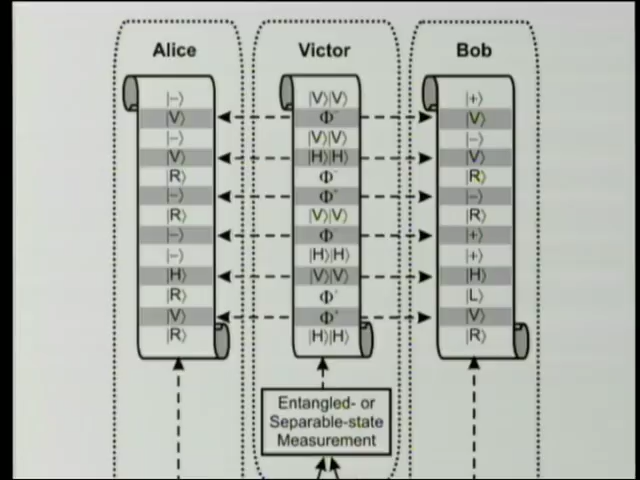 Alice Victor Bob
|−⟩ |V⟩|V⟩ |+⟩
|V⟩ Φ⁻ |V⟩
|−⟩ |V⟩|V⟩ |−⟩
|V⟩ |H⟩|H⟩ |V⟩
|R⟩ Φ⁻ |R⟩
|−⟩ Φ⁺ |−⟩
|R⟩ |V⟩|V⟩ |R⟩
|−⟩ Φ⁻ |+⟩
|−⟩ |H⟩|H⟩ |+⟩
|H⟩ |V⟩|V⟩ |H⟩
|R⟩ Φ⁺ |L⟩
|V⟩ Φ⁺ |V⟩
|R⟩ |H⟩|H⟩ |R⟩
Entangled- or
Separable-state
Measurement